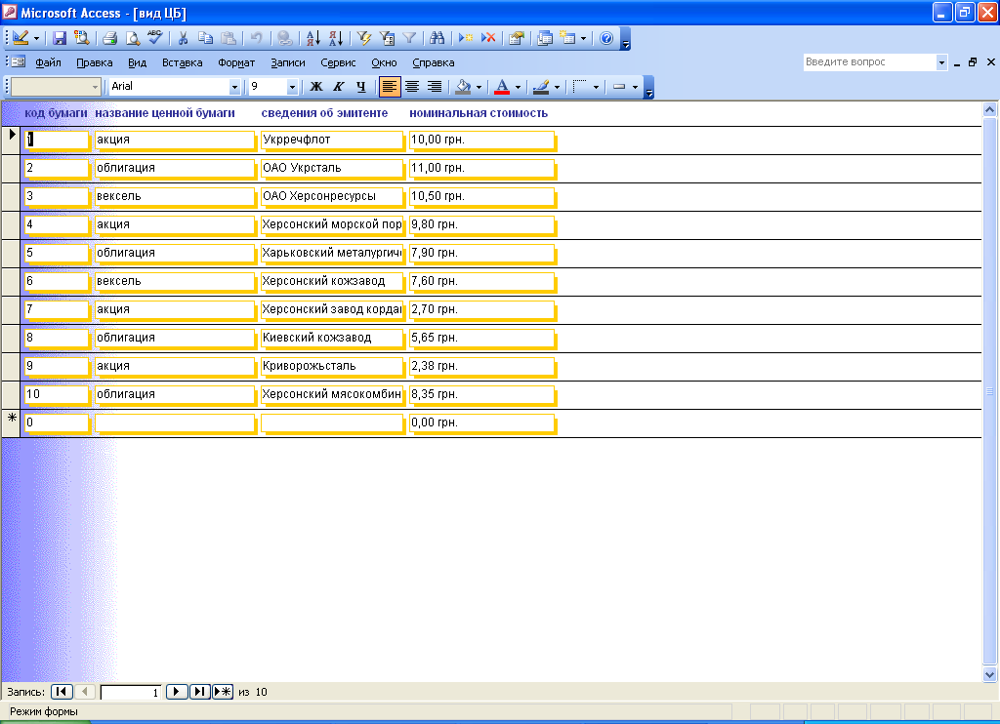 Microsoft Access - [вид ЦБ]
Файл Правка Вид Вставка Формат Записи Сервис Окно Справка Введите вопрос
Arial 9 Ж К Ч
код бумаги название ценной бумаги сведения об эмитенте номинальная стоимость
1 акция Укрречфлот 10,00 грн.
2 облигация ОАО Укрсталь 11,00 грн.
3 вексель ОАО Херсонресурсы 10,50 грн.
4 акция Херсонский морской пор 9,80 грн.
5 облигация Харьковский металургич 7,90 грн.
6 вексель Херсонский кожзавод 7,60 грн.
7 акция Херсонский завод кордан 2,70 грн.
8 облигация Киевский кожзавод 5,65 грн.
9 акция Криворожьсталь 2,38 грн.
10 облигация Херсонский мясокомбин 8,35 грн.
0 0,00 грн.
Запись: 1 из 10
Режим формы